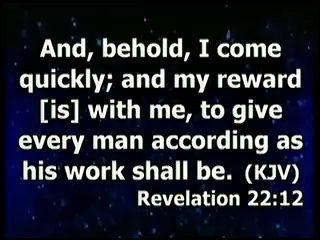 And, behold, I come
quickly; and my reward
[is] with me, to give
every man according as
his work shall be. (KJV)
Revelation 22:12